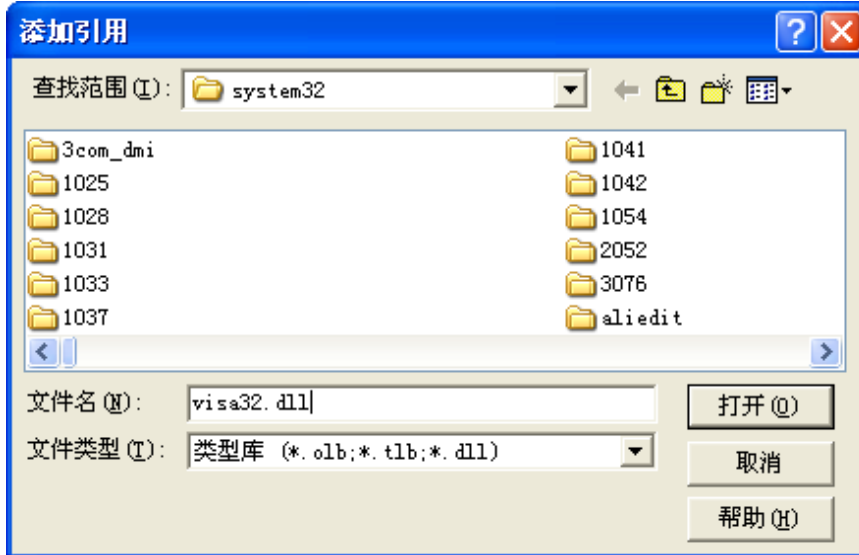 添加引用
查找范围(I): system32
3com_dmi
1025
1028
1031
1033
1037
1041
1042
1054
2052
3076
aliedit
文件名(N): visa32.dll
打开(O)
文件类型(T): 类型库 (*.olb;*.tlb;*.dll)
取消
帮助(H)